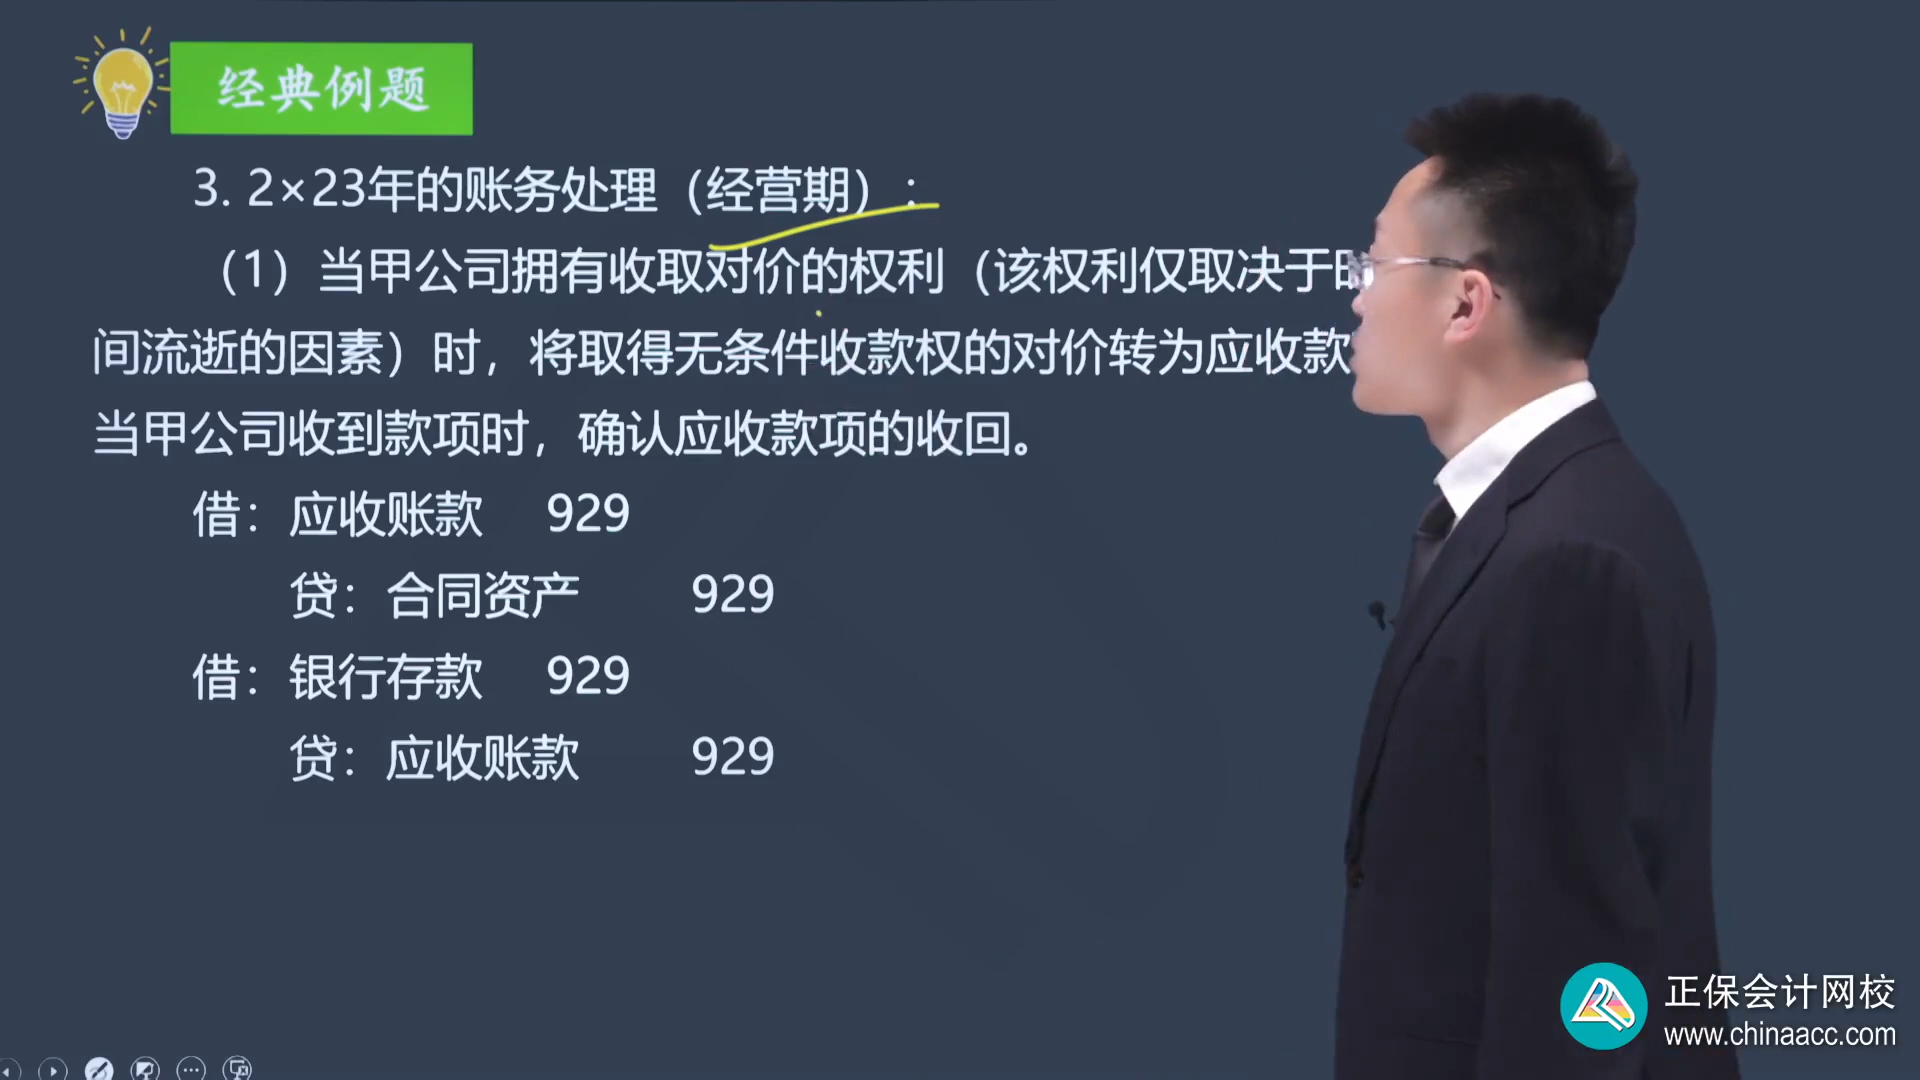 经典例题
3. 2×23年的账务处理（经营期）：
（1）当甲公司拥有收取对价的权利（该权利仅取决于
间流逝的因素）时，将取得无条件收款权的对价转为应收款
当甲公司收到款项时，确认应收款项的收回。
借：应收账款 929
贷：合同资产 929
借：银行存款 929
贷：应收账款 929
正保会计网校
www.chinaacc.com